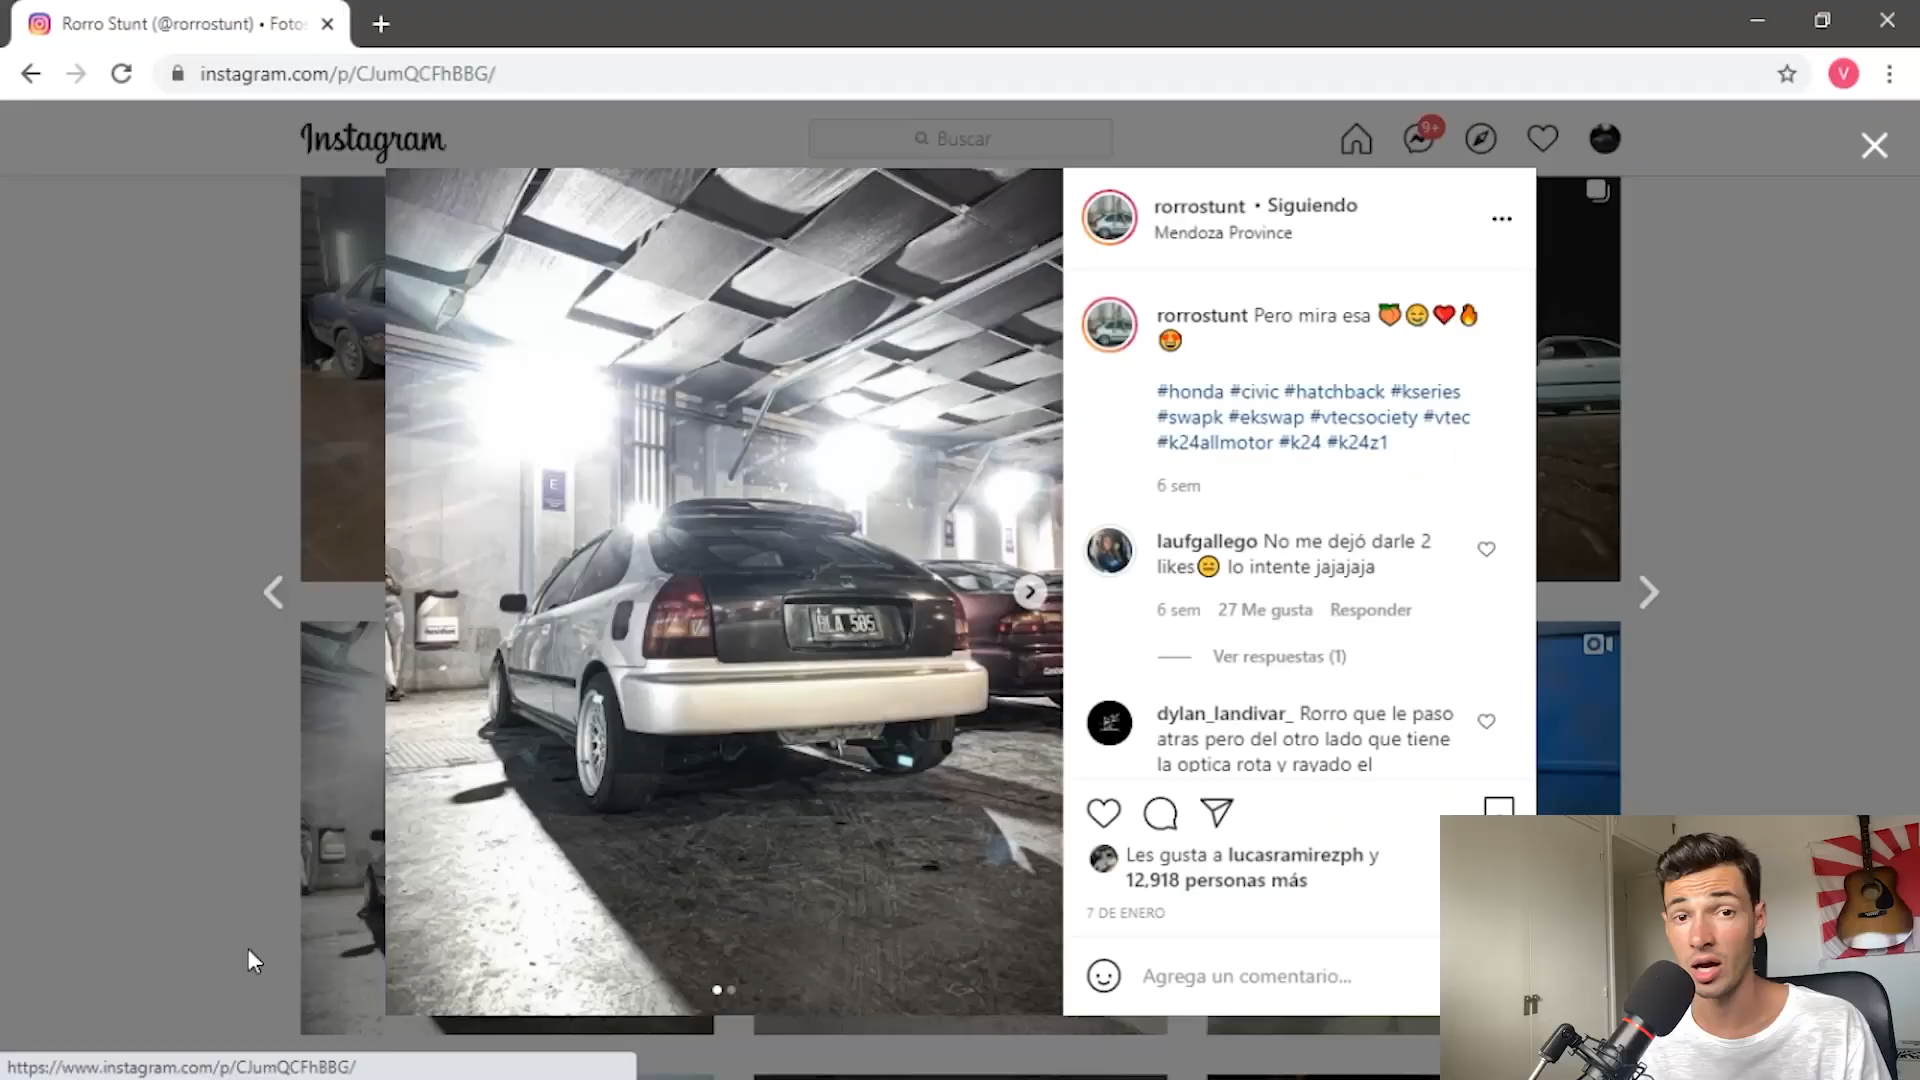 Rorro Stunt (@rorrostunt) • Fotos
instagram.com/p/CJumQCFhBBG/
V
Instagram
Buscar
9+
rorrostunt • Siguiendo
Mendoza Province
rorrostunt Pero mira esa 🍑😊❤️🔥
😍
#honda #civic #hatchback #kseries
#swapk #ekswap #vtecsociety #vtec
#k24allmotor #k24 #k24z1
6 sem
laufgallego No me dejó darle 2
likes😑 lo intente jajajaja
6 sem 27 Me gusta Responder
Ver respuestas (1)
dylan_landivar_ Rorro que le paso
atras pero del otro lado que tiene
la optica rota y rayado el
Les gusta a lucasramirezph y
12,918 personas más
7 DE ENERO
Agrega un comentario...
E
BLA 585
https://www.instagram.com/p/CJumQCFhBBG/